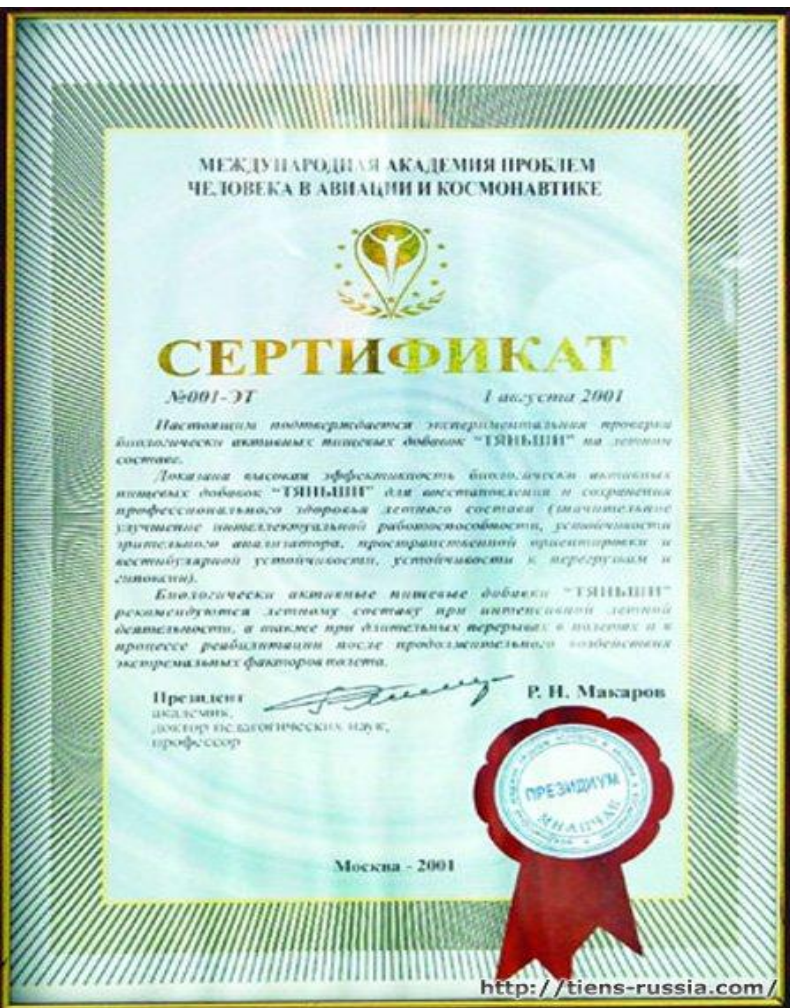 МЕЖДУНАРОДНАЯ АКАДЕМИЯ ПРОБЛЕМ
ЧЕЛОВЕКА В АВИАЦИИ И КОСМОНАВТИКЕ
СЕРТИФИКАТ
№001-ЭТ 1 августа 2001
Настоящим подтверждается экспериментальная проверка
биологически активных пищевых добавок “ТЯНЬШИ” на летном
составе.
Доказана высокая эффективность биологически активных
пищевых добавок “ТЯНЬШИ” для восстановления и сохранения
профессионального здоровья летного состава (значительное
улучшение интеллектуальной работоспособности, устойчивости
зрительного анализатора, пространственной ориентировки и
вестибулярной устойчивости, устойчивости к перегрузкам и
гипоксии).
Биологически активные пищевые добавки “ТЯНЬШИ”
рекомендуются летному составу при интенсивной летной
деятельности, а также при длительных перерывах в полетах и в
процессе реабилитации после продолжительного воздействия
экстремальных факторов полета.
Президент Р. Н. Макаров
академик,
доктор педагогических наук,
профессор
ПРЕЗИДИУМ
МНАПЧАК
Москва - 2001
http://tiens-russia.com/